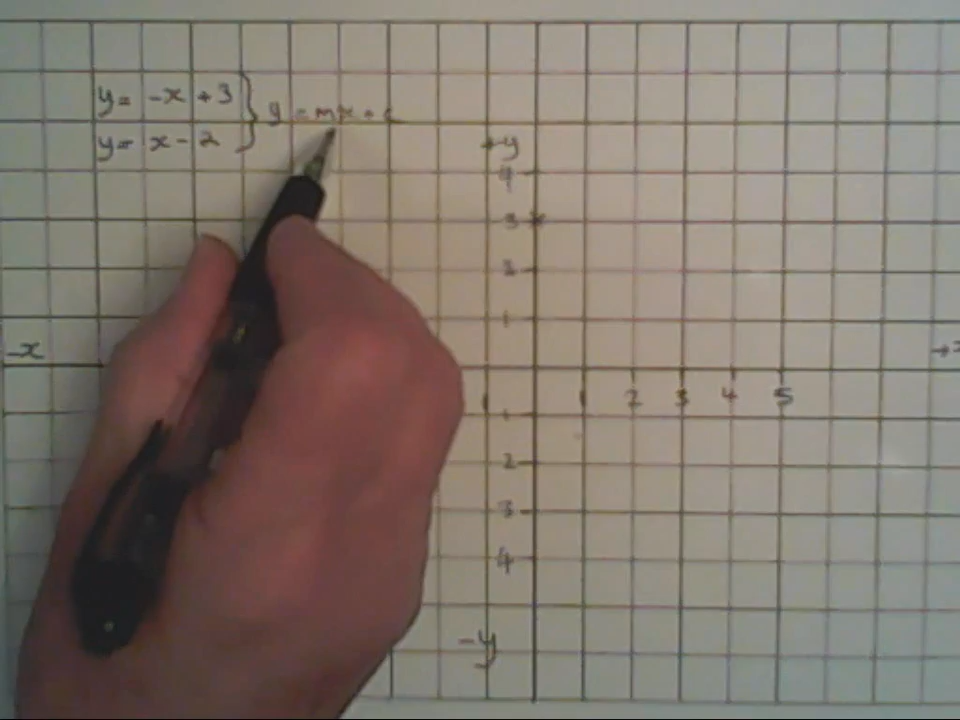 y = -x + 3
y = x - 2
} y = mx + c
+y
4
3
2
1
-x
+x
1 2 3 4 5
1
2
3
4
-y